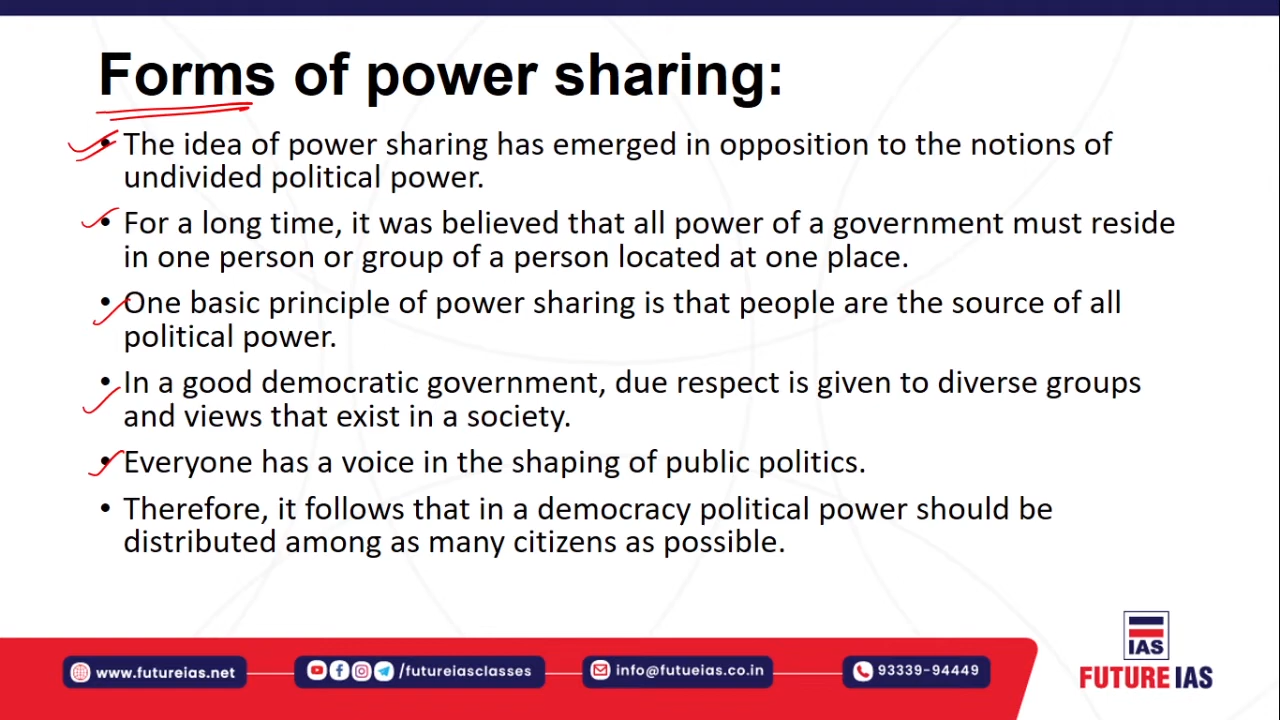 Forms of power sharing:
• The idea of power sharing has emerged in opposition to the notions of
undivided political power.
• For a long time, it was believed that all power of a government must reside
in one person or group of a person located at one place.
• One basic principle of power sharing is that people are the source of all
political power.
• In a good democratic government, due respect is given to diverse groups
and views that exist in a society.
• Everyone has a voice in the shaping of public politics.
• Therefore, it follows that in a democracy political power should be
distributed among as many citizens as possible.
IAS
www.futureias.net
/futureiasclasses
info@futueias.co.in
93339-94449
FUTURE IAS